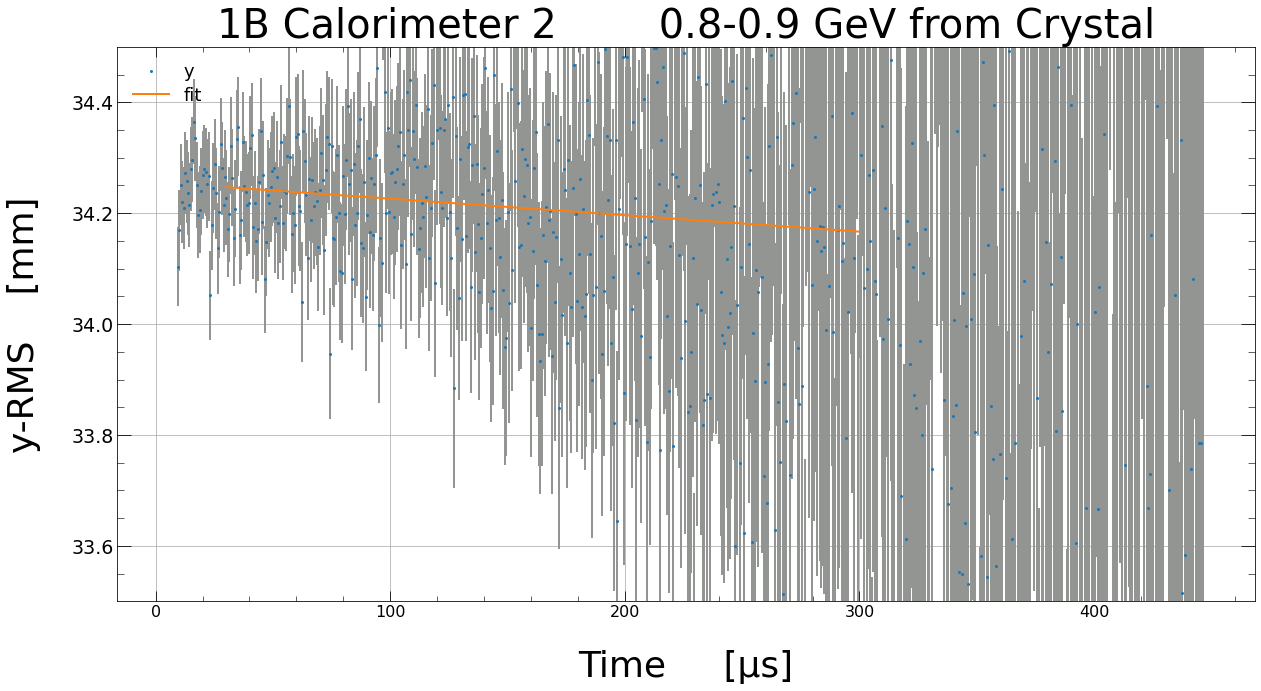 1B Calorimeter 2 0.8-0.9 GeV from Crystal
y
fit
34.4
34.2
34.0
33.8
33.6
y-RMS [mm]
0 100 200 300 400
Time [μs]